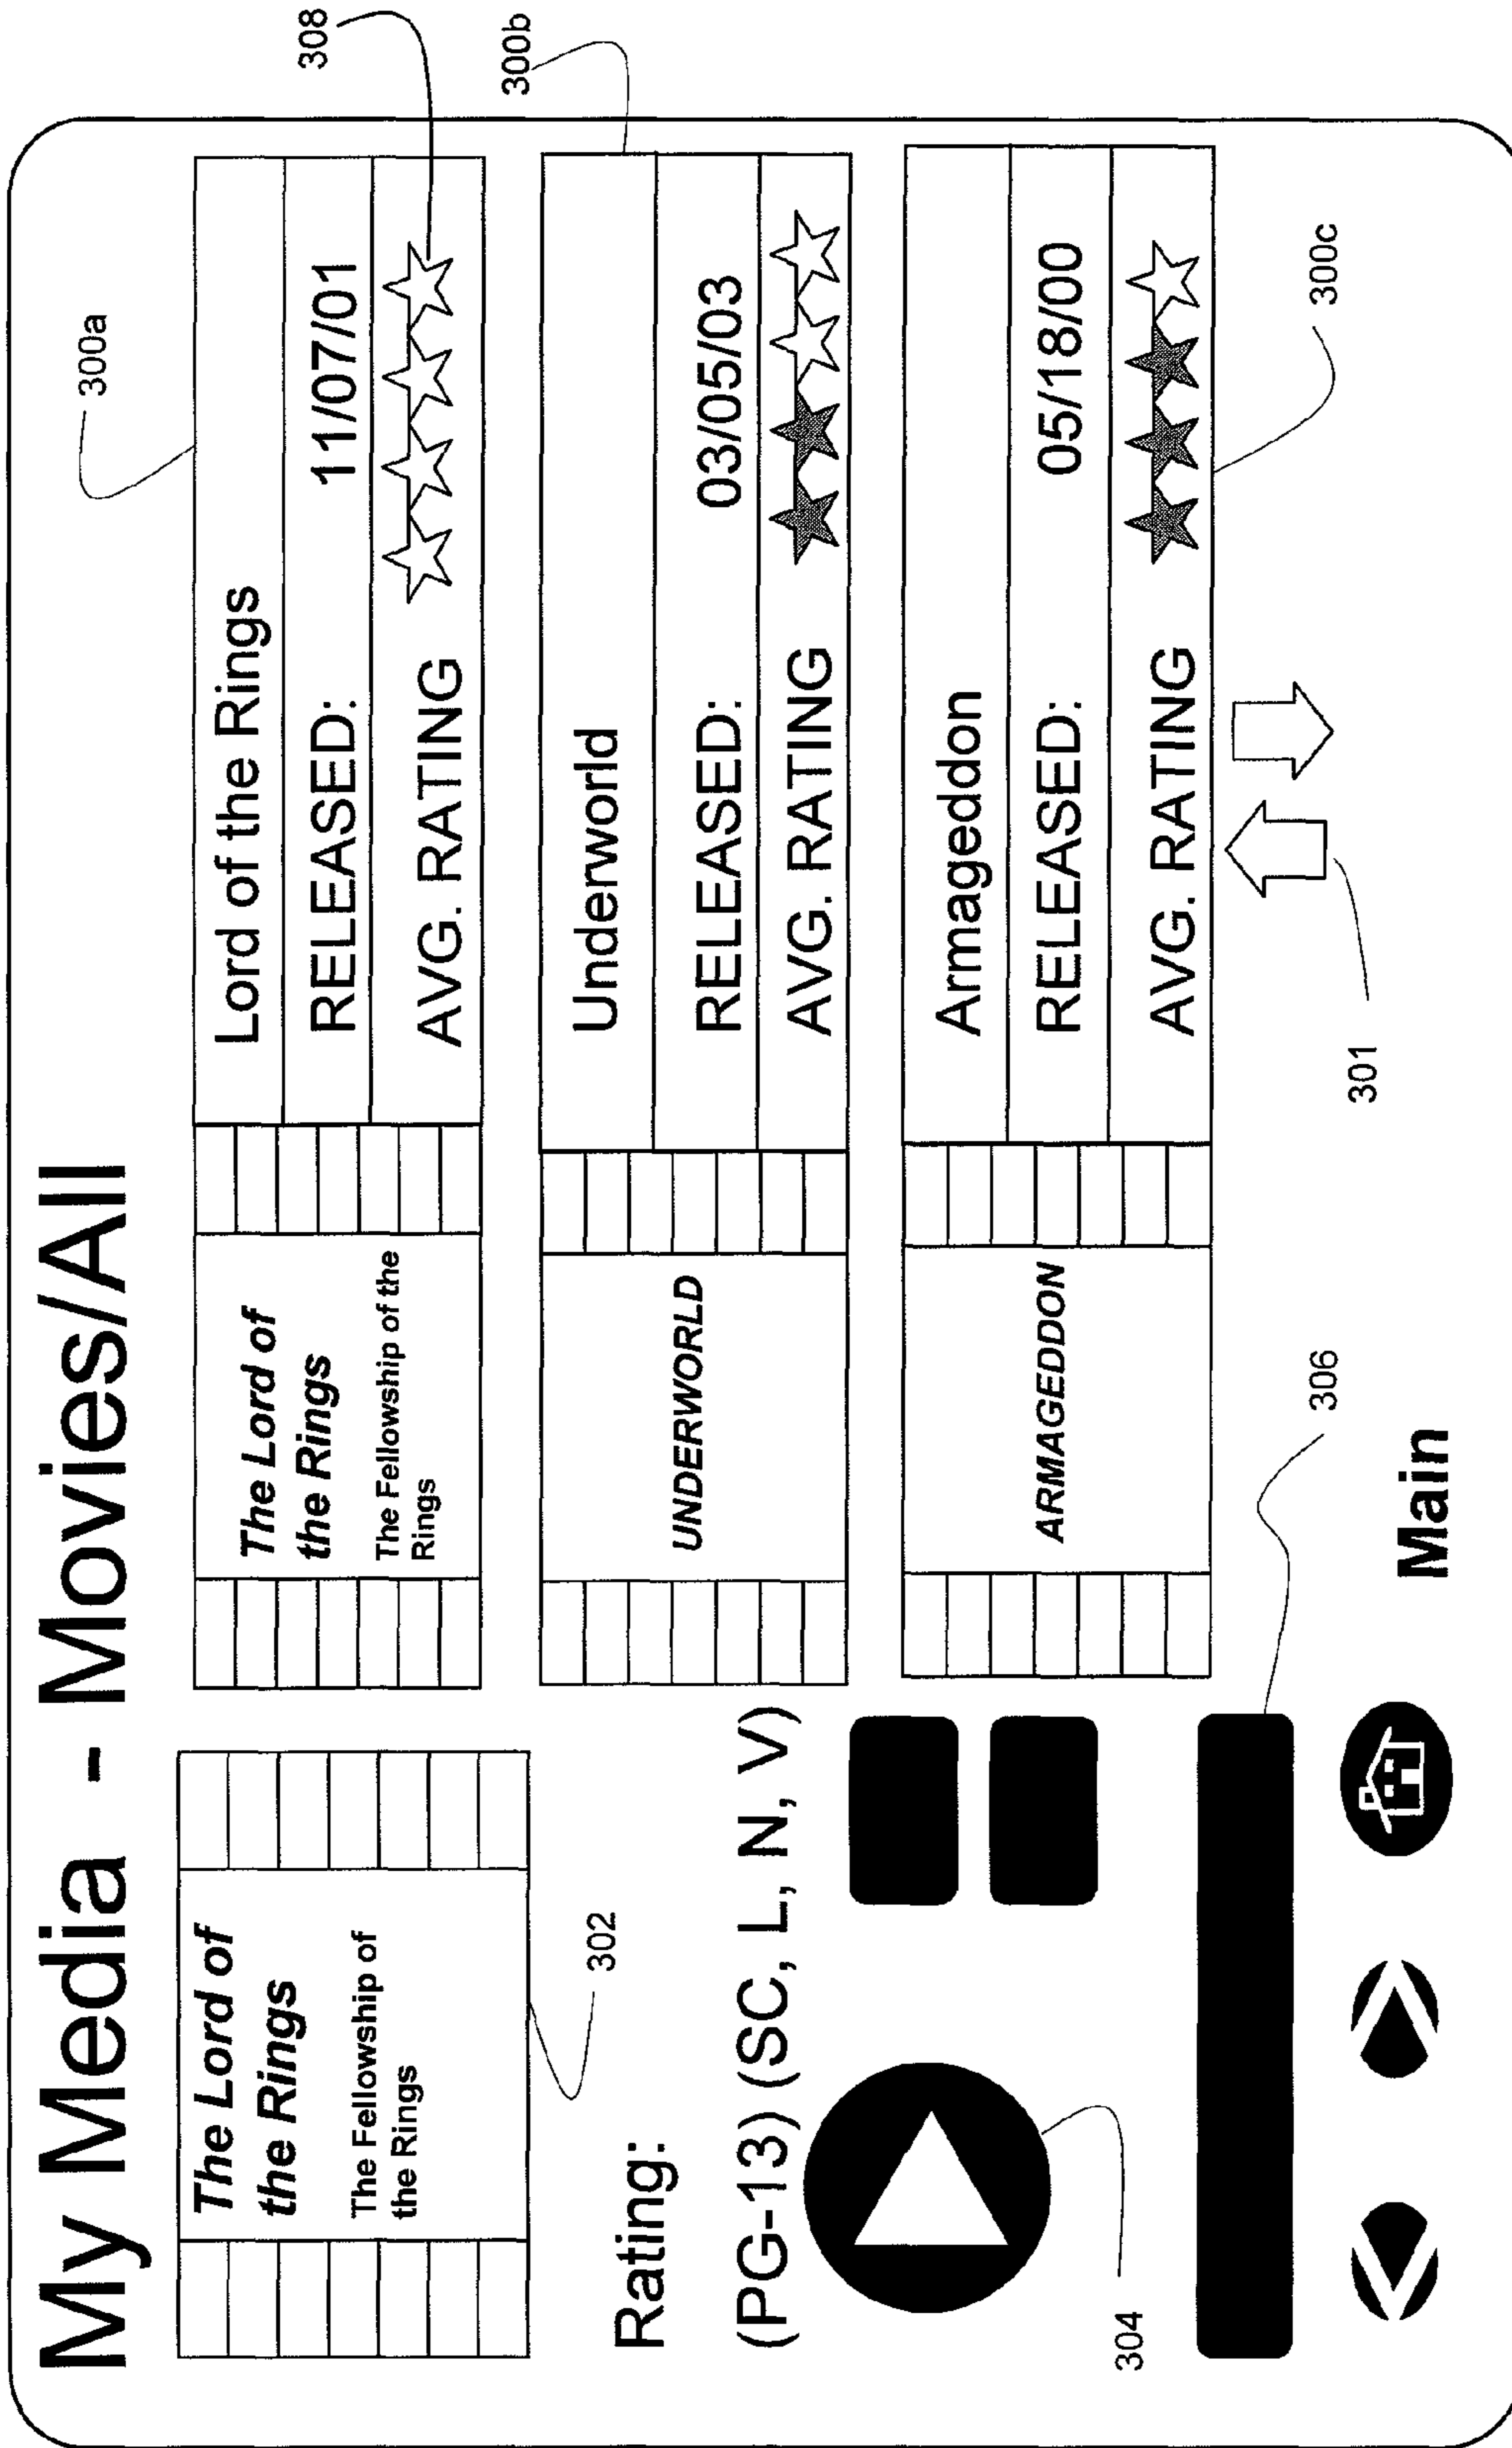 My Media - Movies/All
308
300a
300b
The Lord of
the Rings
The Fellowship of
the Rings
302
Rating:
(PG-13) (SC, L, N, V)
304
306
Main
The Lord of
the Rings
The Fellowship of the
Rings
Lord of the Rings
RELEASED: 11/07/01
AVG. RATING
UNDERWORLD
Underworld
RELEASED: 03/05/03
AVG. RATING
ARMAGEDDON
Armageddon
RELEASED: 05/18/00
AVG. RATING
300c
301